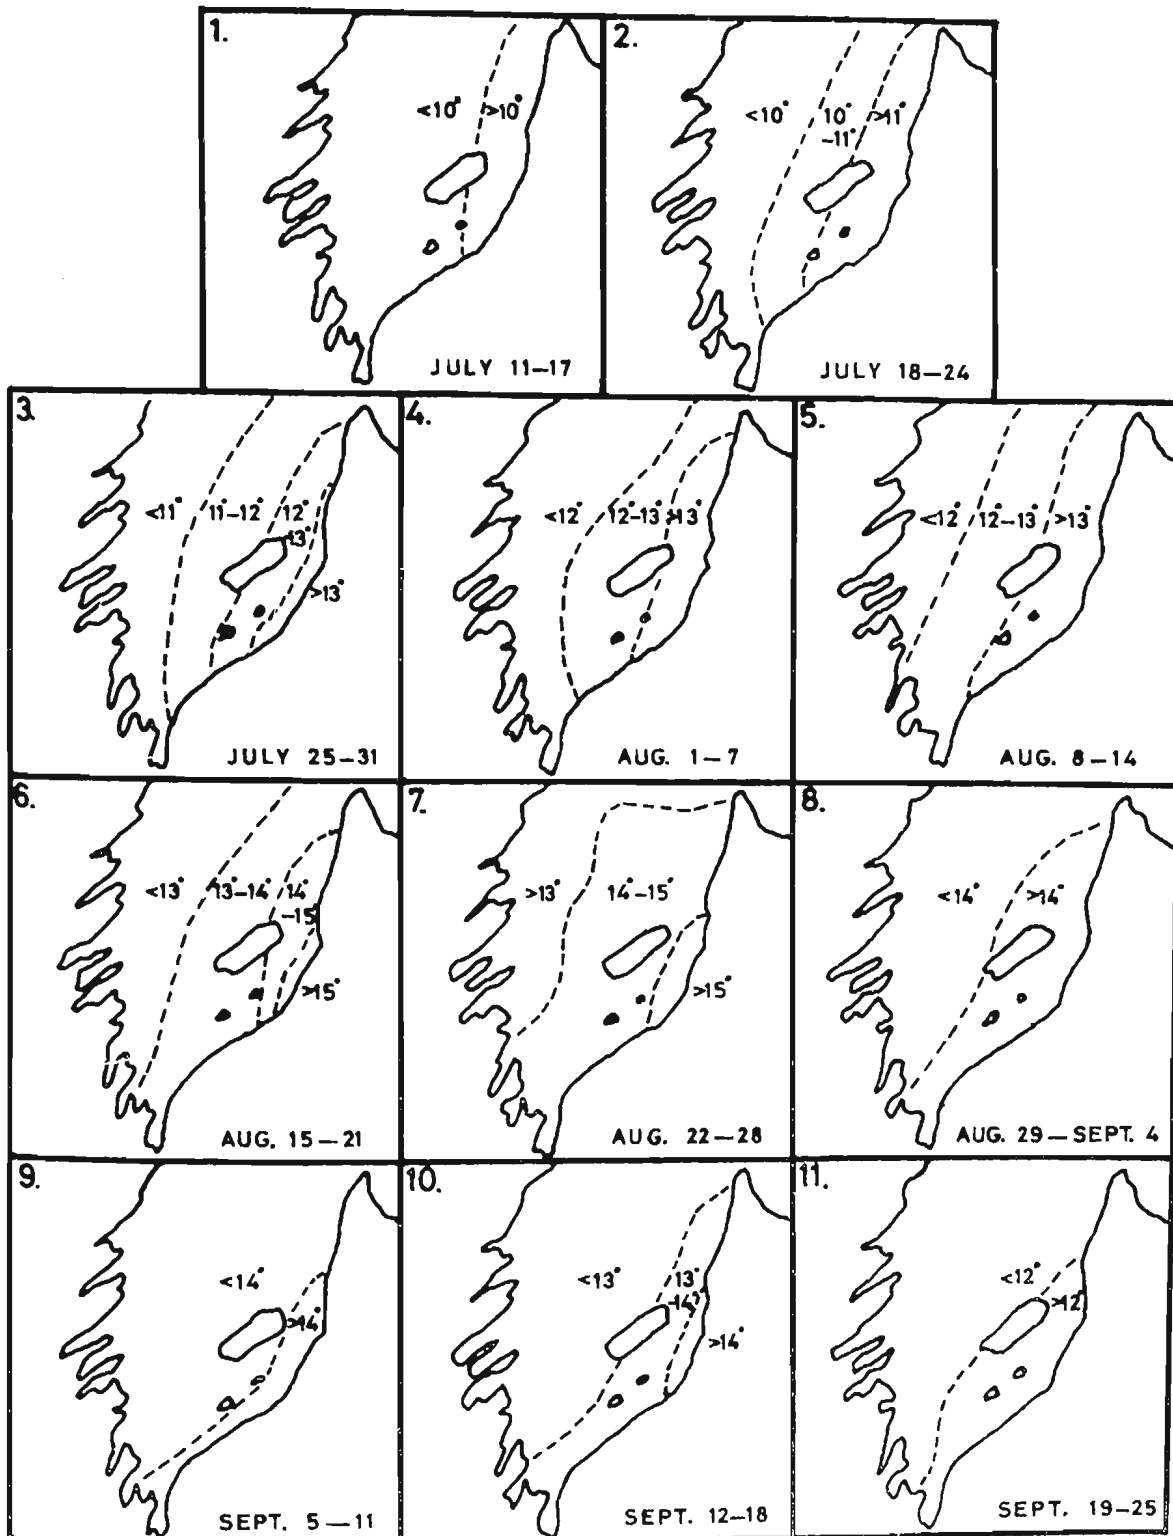 1.
<10° >10°
JULY 11–17
2.
<10° 10° >11°
–11°
JULY 18–24
3.
<11° 11°–12° 12°
–13°
>13°
JULY 25–31
4.
<12° 12°–13° >13°
AUG. 1–7
5.
<12° 12°–13° >13°
AUG. 8–14
6.
<13° 13°–14° 14°
–15°
>15°
AUG. 15–21
7.
>13° 14°–15°
>15°
AUG. 22–28
8.
<14° >14°
AUG. 29–SEPT. 4
9.
<14°
>14°
SEPT. 5–11
10.
<13° 13°
–14°
>14°
SEPT. 12–18
11.
<12°
>12°
SEPT. 19–25